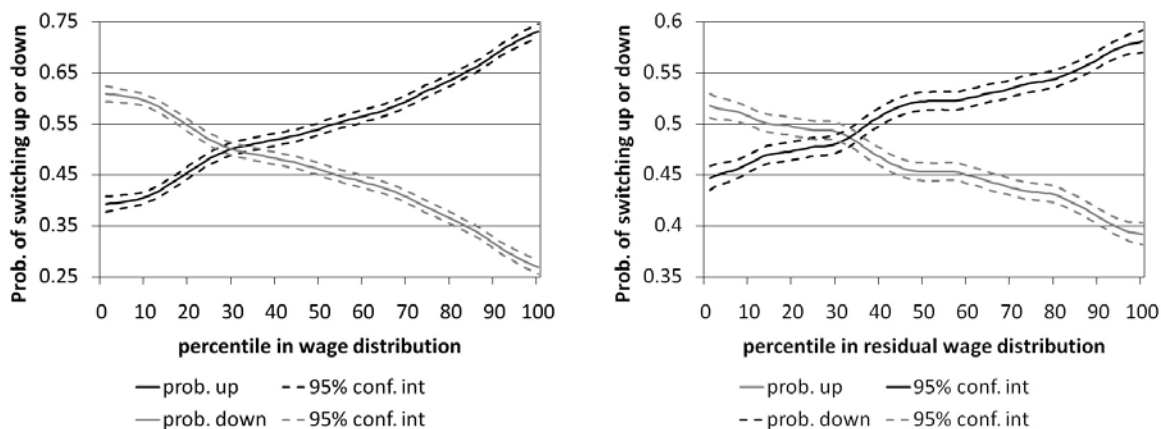 Prob. of switching up or down
0.75
0.65
0.55
0.45
0.35
0.25
0 10 20 30 40 50 60 70 80 90 100
percentile in wage distribution
prob. up 95% conf. int
prob. down 95% conf. int
Prob. of switching up or down
0.6
0.55
0.5
0.45
0.4
0.35
0 10 20 30 40 50 60 70 80 90 100
percentile in residual wage distribution
prob. up 95% conf. int
prob. down 95% conf. int